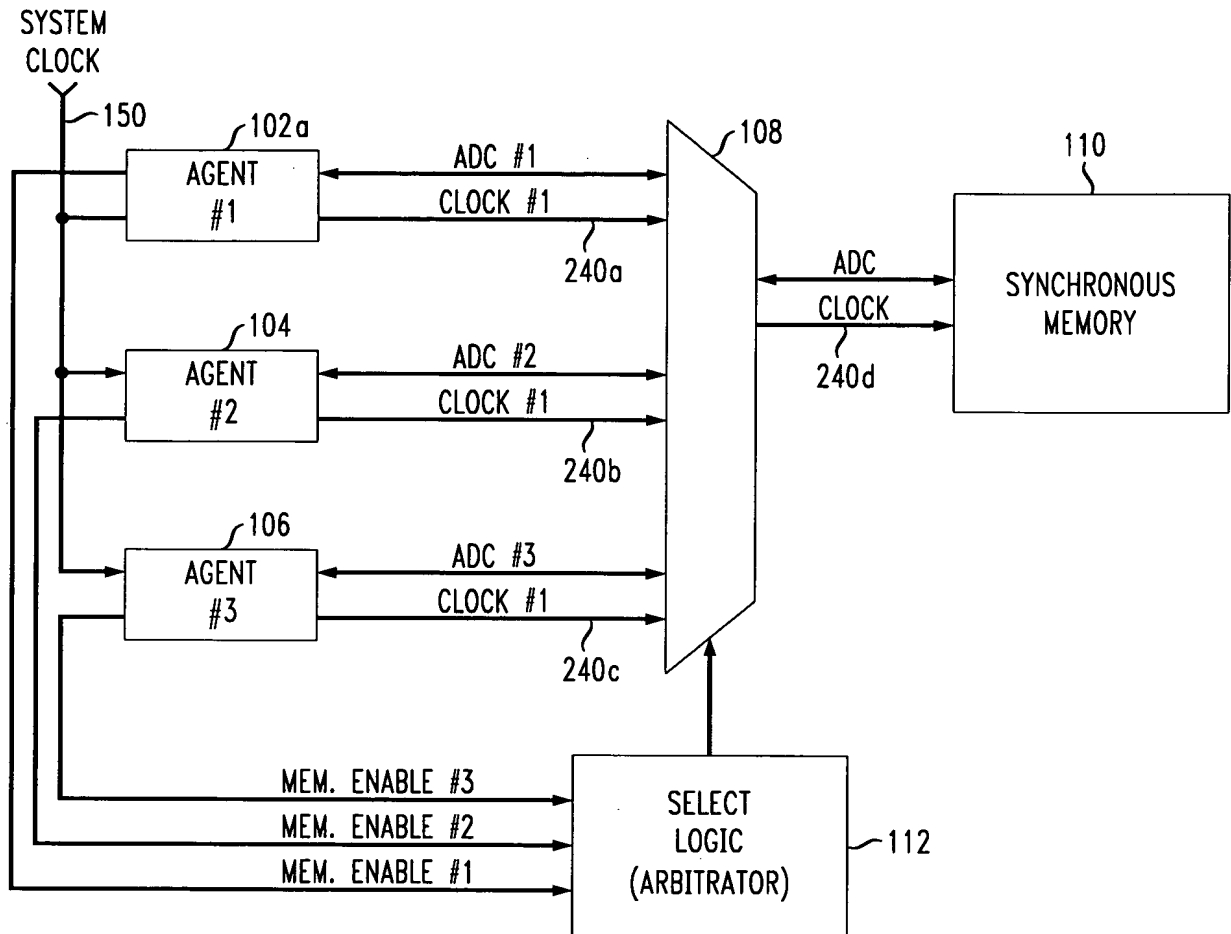 SYSTEM
CLOCK
150
102a
AGENT
#1
ADC #1
CLOCK #1
240a
108
110
ADC
CLOCK
240d
SYNCHRONOUS
MEMORY
104
AGENT
#2
ADC #2
CLOCK #1
240b
106
AGENT
#3
ADC #3
CLOCK #1
240c
MEM. ENABLE #3
MEM. ENABLE #2
MEM. ENABLE #1
SELECT
LOGIC
(ARBITRATOR)
112